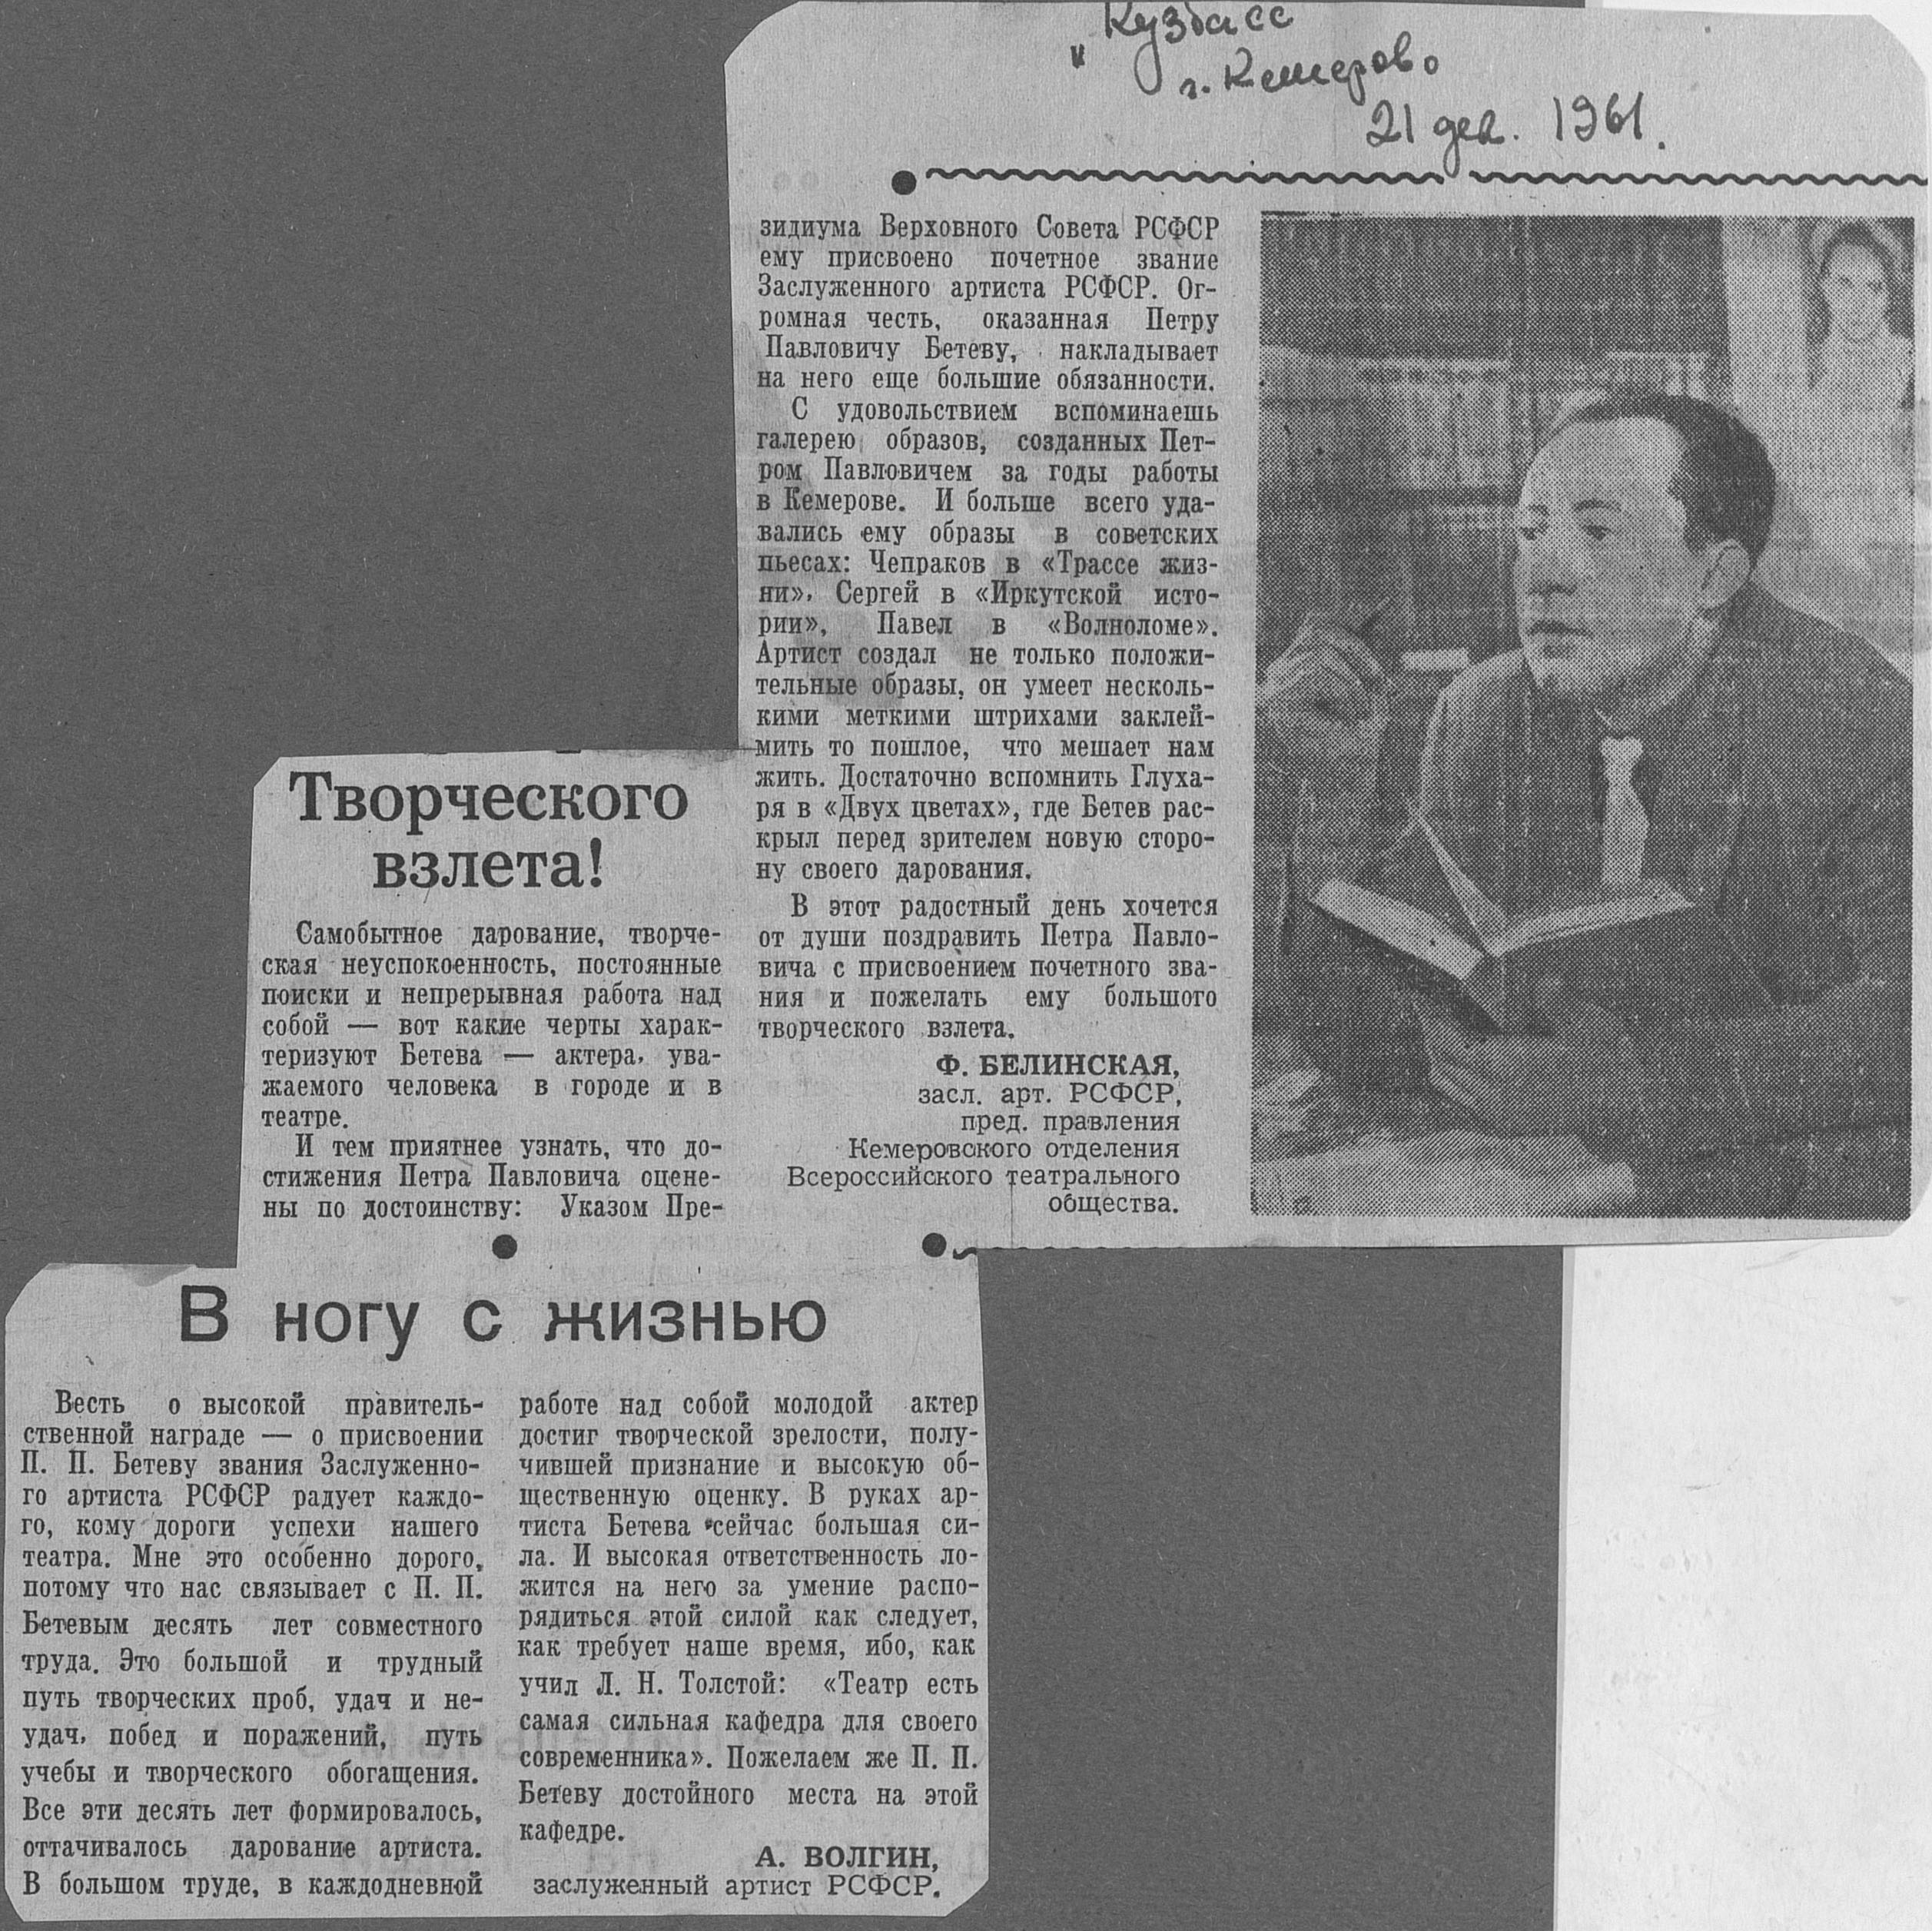 "Кузбасс
г. Кемерово
21 дек. 1961.
Творческого
взлета!
Самобытное дарование, творче-
ская неуспокоенность, постоянные
поиски и непрерывная работа над
собой — вот какие черты харак-
теризуют Бетева — актера, ува-
жаемого человека в городе и в
театре.
И тем приятнее узнать, что до-
стижения Петра Павловича оцене-
ны по достоинству: Указом Пре-
зидиума Верховного Совета РСФСР
ему присвоено почетное звание
Заслуженного артиста РСФСР. Ог-
ромная честь, оказанная Петру
Павловичу Бетеву, накладывает
на него еще большие обязанности.
С удовольствием вспоминаешь
галерею образов, созданных Пет-
ром Павловичем за годы работы
в Кемерове. И больше всего уда-
вались ему образы в советских
пьесах: Чепраков в «Трассе жиз-
ни», Сергей в «Иркутской исто-
рии», Павел в «Волноломе».
Артист создал не только положи-
тельные образы, он умеет несколь-
кими меткими штрихами заклей-
мить то пошлое, что мешает нам
жить. Достаточно вспомнить Глуха-
ря в «Двух цветах», где Бетев рас-
крыл перед зрителем новую сторо-
ну своего дарования.
В этот радостный день хочется
от души поздравить Петра Павло-
вича с присвоением почетного зва-
ния и пожелать ему большого
творческого взлета.
Ф. БЕЛИНСКАЯ,
засл. арт. РСФСР,
пред. правления
Кемеровского отделения
Всероссийского театрального
общества.
В ногу с жизнью
Весть о высокой правитель-
ственной награде — о присвоении
П. П. Бетеву звания Заслуженно-
го артиста РСФСР радует каждо-
го, кому дороги успехи нашего
театра. Мне это особенно дорого,
потому что нас связывает с П. П.
Бетевым десять лет совместного
труда. Это большой и трудный
путь творческих проб, удач и не-
удач, побед и поражений, путь
учебы и творческого обогащения.
Все эти десять лет формировалось,
оттачивалось дарование артиста.
В большом труде, в каждодневной
работе над собой молодой актер
достиг творческой зрелости, полу-
чившей признание и высокую об-
щественную оценку. В руках ар-
тиста Бетева сейчас большая си-
ла. И высокая ответственность ло-
жится на него за умение распо-
рядиться этой силой как следует,
как требует наше время, ибо, как
учил Л. Н. Толстой: «Театр есть
самая сильная кафедра для своего
современника». Пожелаем же П. П.
Бетеву достойного места на этой
кафедре.
А. ВОЛГИН,
заслуженный артист РСФСР.